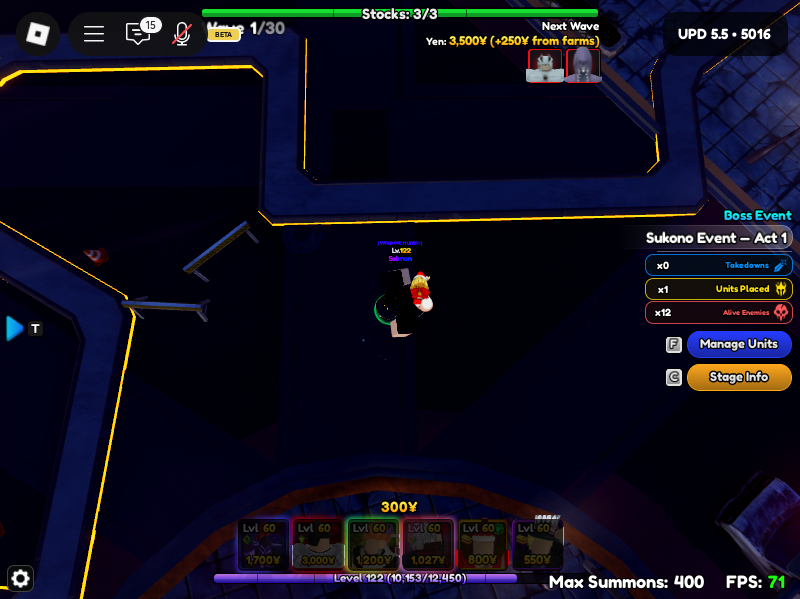 Stocks: 3/3
15
BETA
Wave 1/30
Next Wave
Yen: 3,500¥ (+250¥ from farms)
UPD 5.5 • 5016
Boss Event
Sukono Event — Act 1
x0 Takedowns
x1 Units Placed
x12 Alive Enemies
F Manage Units
C Stage Info
T
Lv.122
300¥
Lvl 60 Lvl 60 Lvl 60 Lvl 60 Lvl 60 Lvl 60
1,700¥ 3,000¥ 1,200¥ 1,027¥ 800¥ 550¥
Level 122 (10,153/12,450)
Max Summons: 400 FPS: 71